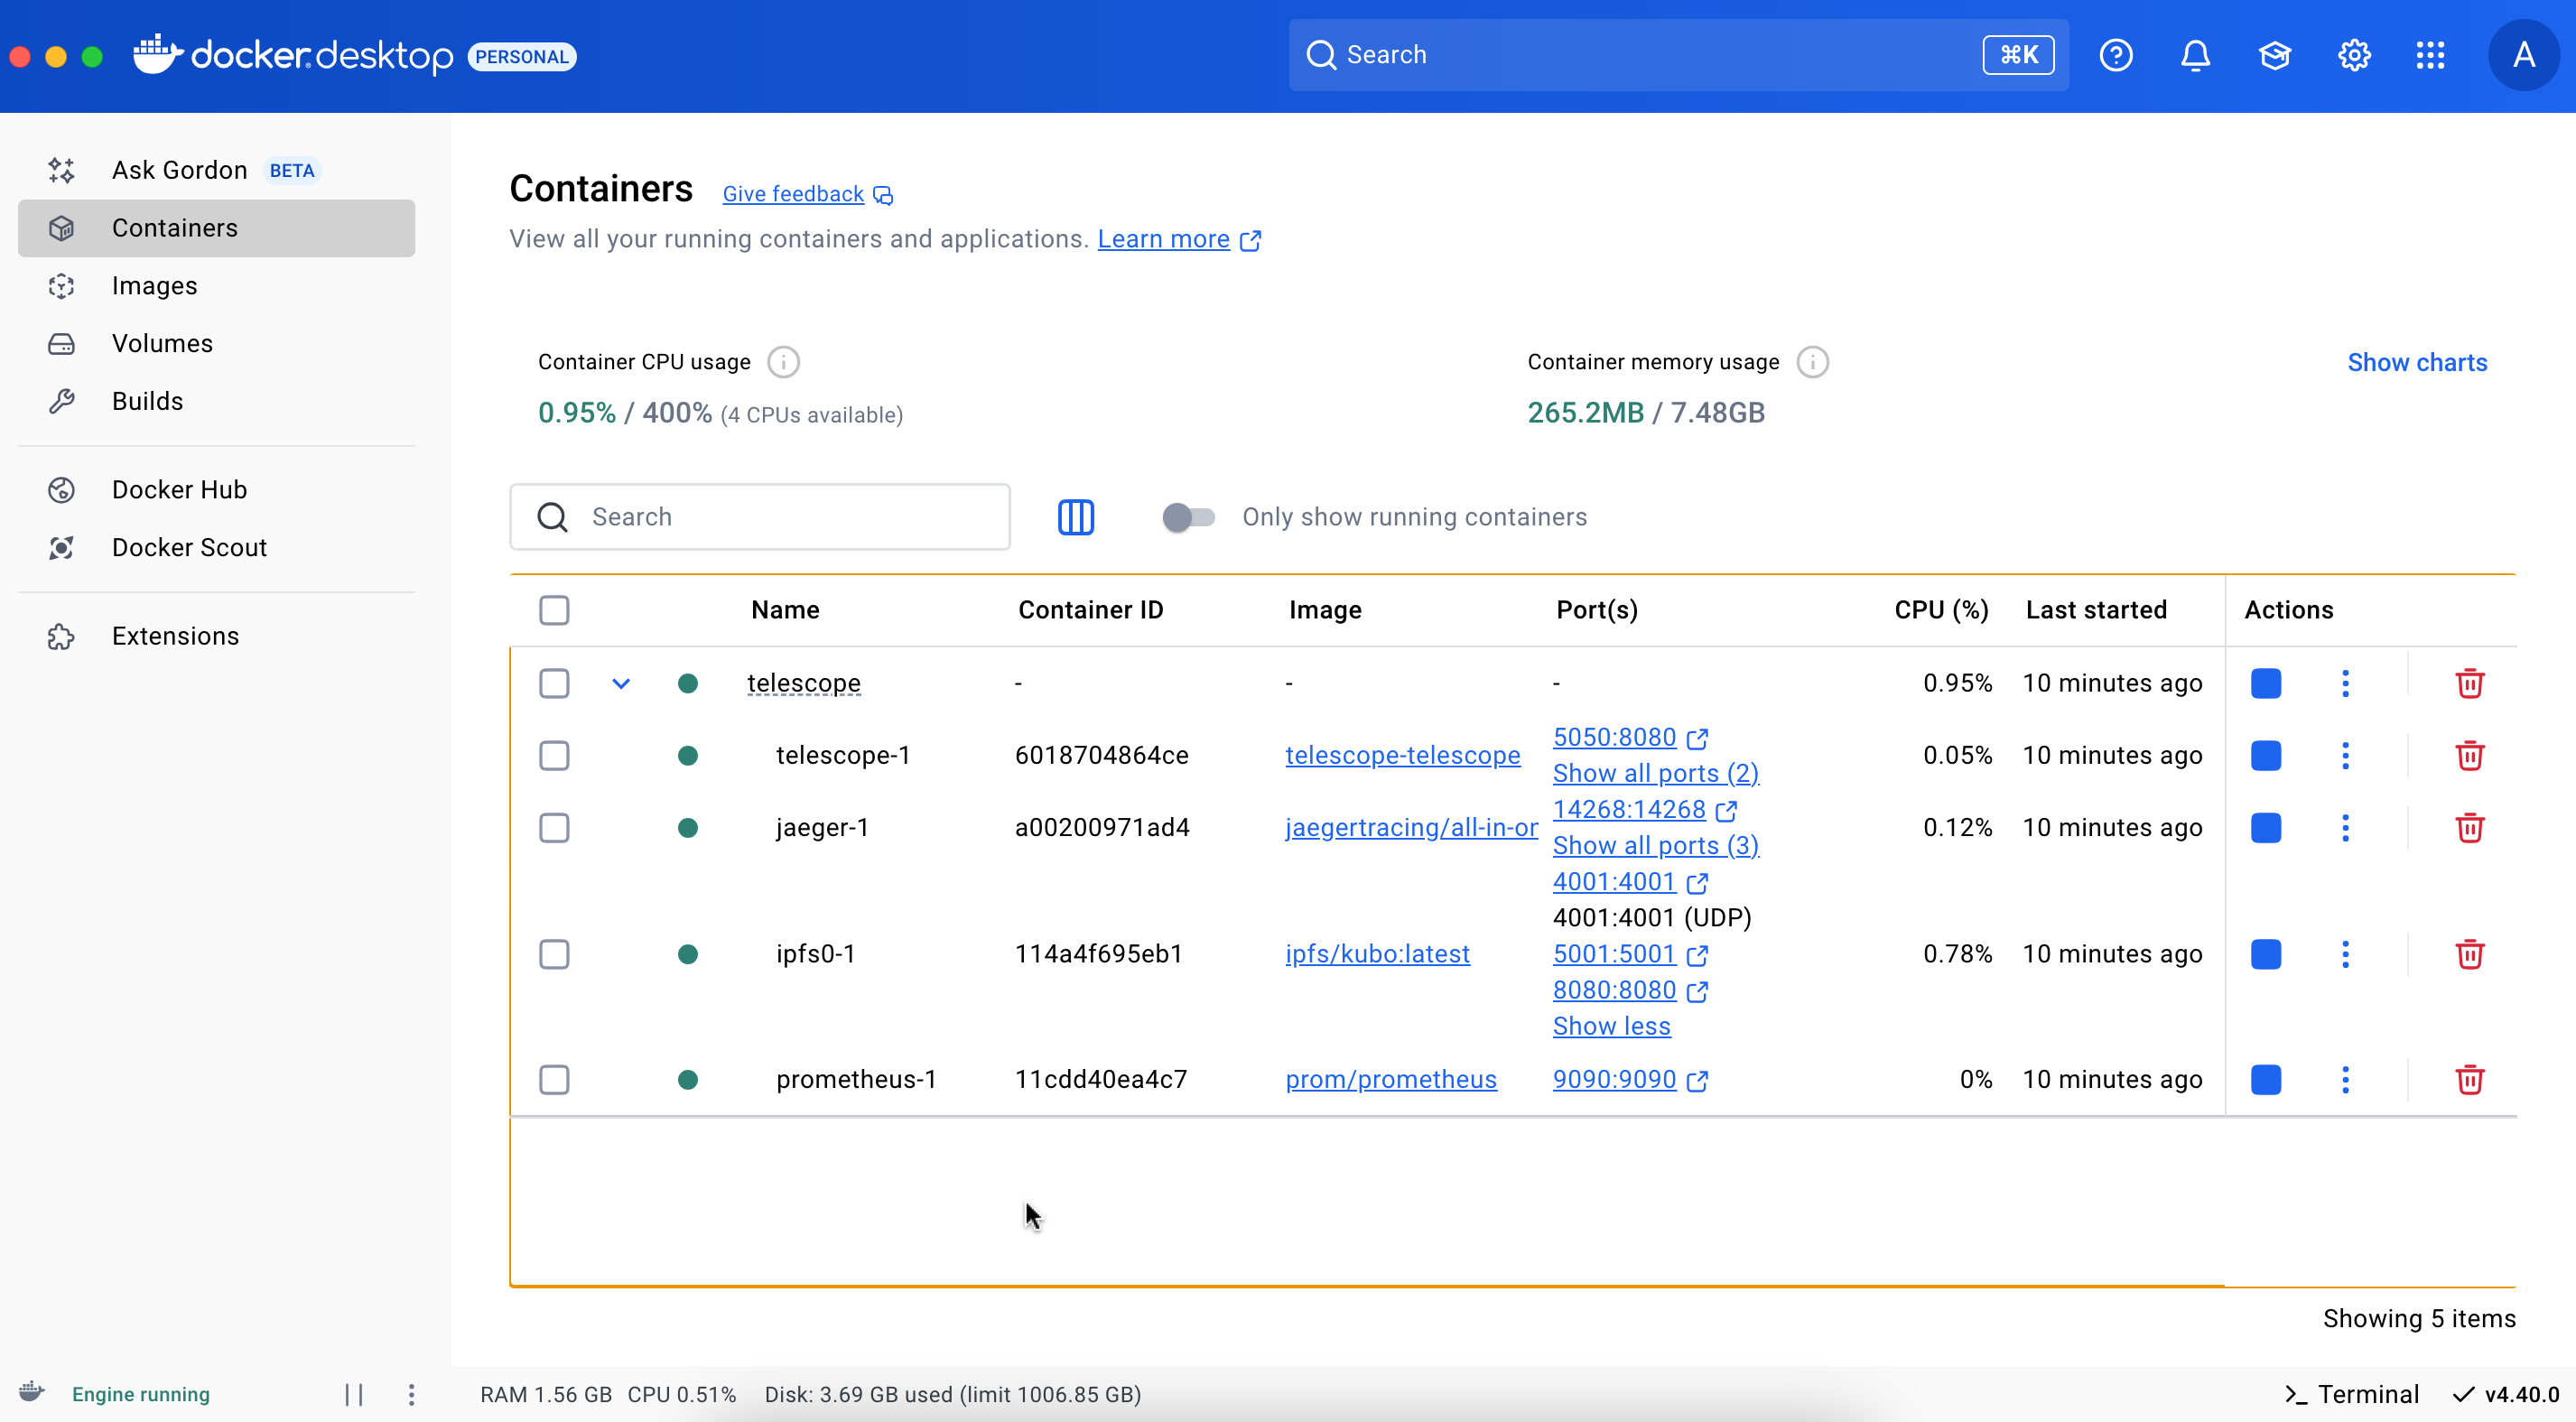 docker desktop PERSONAL
Search ⌘K
A
Ask Gordon BETA
Containers
Images
Volumes
Builds
Docker Hub
Docker Scout
Extensions
Containers Give feedback
View all your running containers and applications. Learn more
Container CPU usage
0.95% / 400% (4 CPUs available)
Container memory usage
265.2MB / 7.48GB
Show charts
Search
Only show running containers
Name Container ID Image Port(s) CPU (%) Last started Actions
telescope - - - 0.95% 10 minutes ago
telescope-1 6018704864ce telescope-telescope 5050:8080 0.05% 10 minutes ago
Show all ports (2)
jaeger-1 a00200971ad4 jaegertracing/all-in-or 14268:14268 0.12% 10 minutes ago
Show all ports (3)
ipfs0-1 114a4f695eb1 ipfs/kubo:latest 4001:4001 0.78% 10 minutes ago
4001:4001 (UDP)
5001:5001
8080:8080
Show less
prometheus-1 11cdd40ea4c7 prom/prometheus 9090:9090 0% 10 minutes ago
Showing 5 items
Engine running
RAM 1.56 GB CPU 0.51% Disk: 3.69 GB used (limit 1006.85 GB)
>_ Terminal
v4.40.0